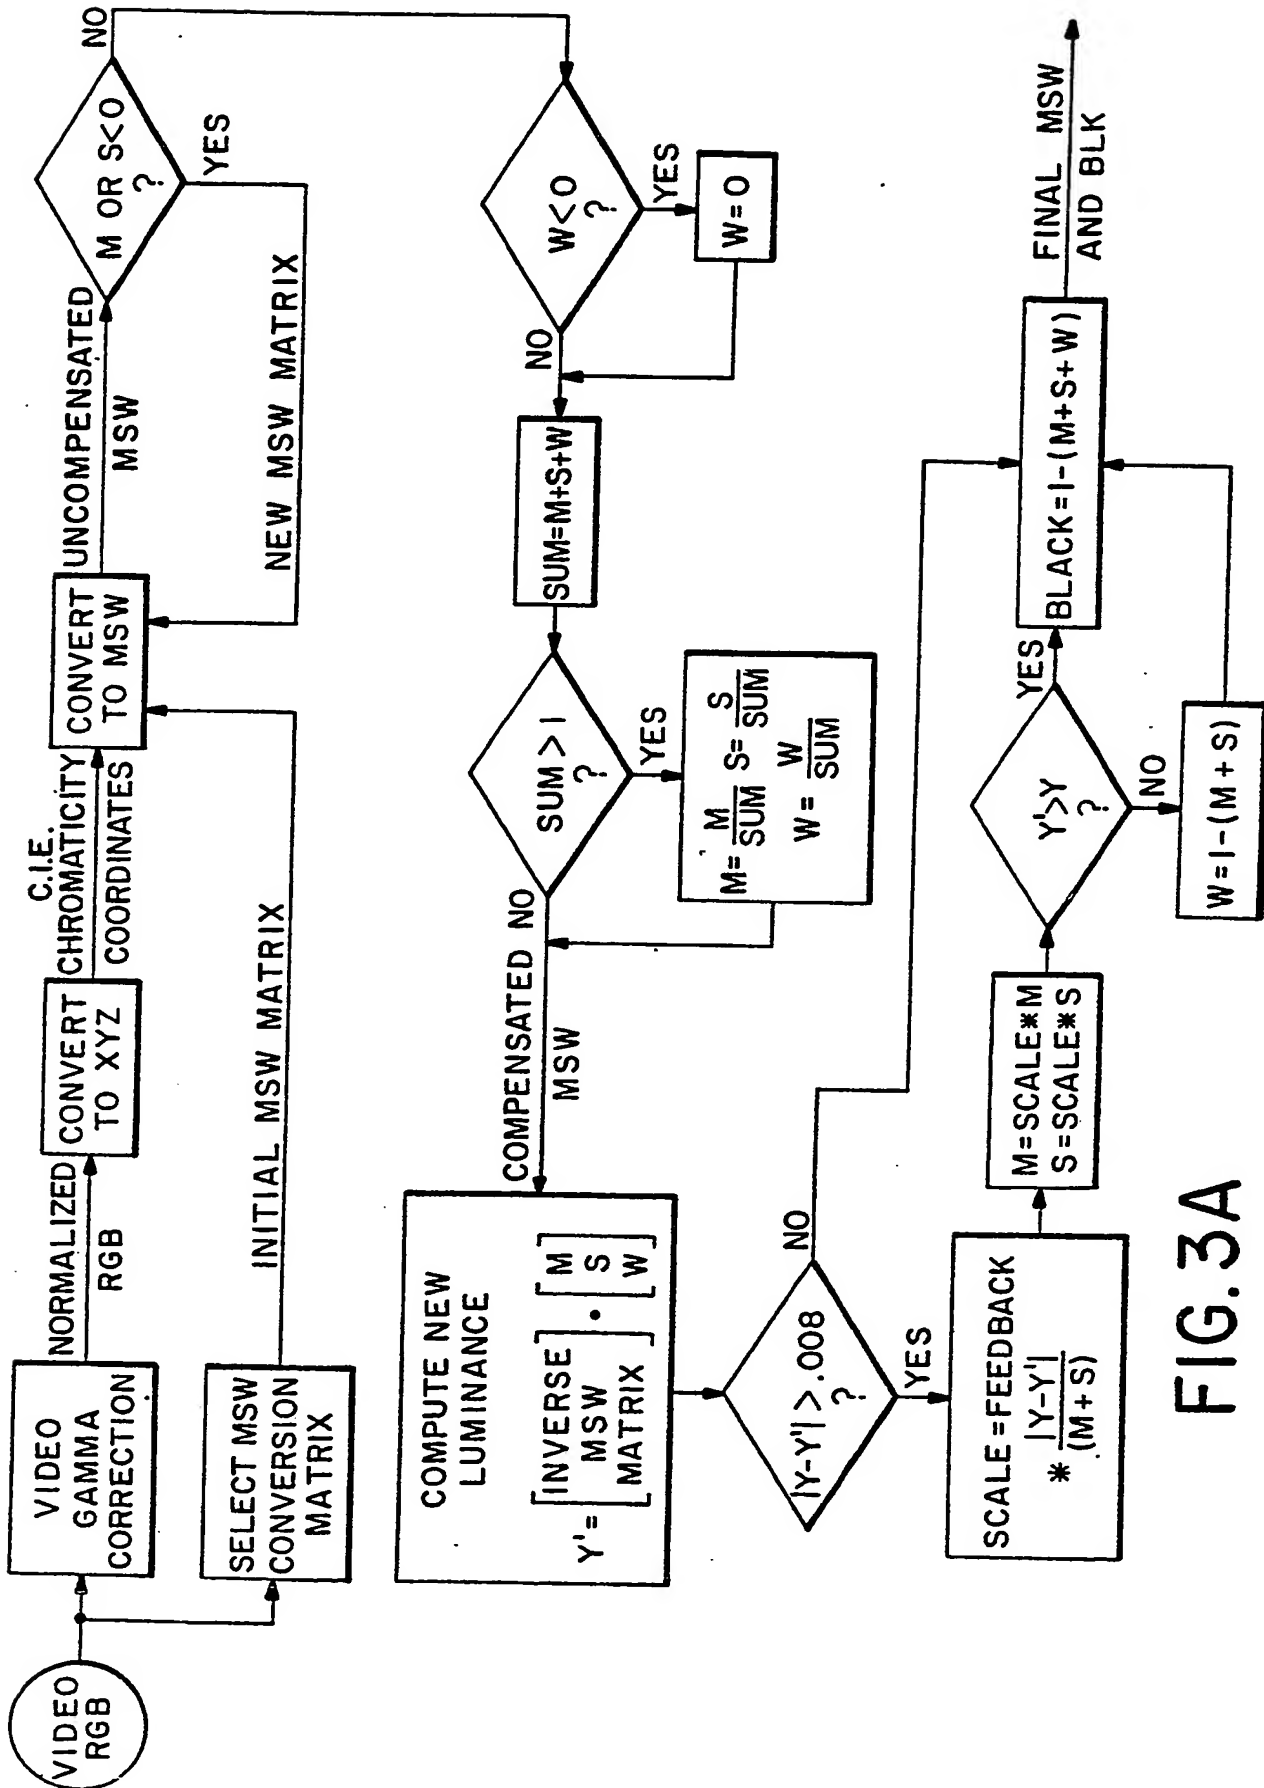 VIDEO
RGB
VIDEO
GAMMA
CORRECTION
NORMALIZED
RGB
CONVERT
TO XYZ
C.I.E.
CHROMATICITY
COORDINATES
CONVERT
TO MSW
UNCOMPENSATED
MSW
M OR S<0
?
NO
YES
NEW MSW MATRIX
SELECT MSW
CONVERSION
MATRIX
INITIAL MSW MATRIX
W<0
?
YES
W=0
NO
SUM=M+S+W
SUM>1
?
YES
M=M/SUM S=S/SUM
W=W/SUM
NO
COMPENSATED
MSW
COMPUTE NEW
LUMINANCE
Y'=[INVERSE MSW MATRIX]•[M S W]
|Y-Y'|>.008
?
NO
YES
SCALE=FEEDBACK
* |Y-Y'|/(M+S)
M=SCALE*M
S=SCALE*S
Y'>Y
?
YES
NO
W=1-(M+S)
BLACK=1-(M+S+W)
FINAL MSW
AND BLK
FIG. 3A